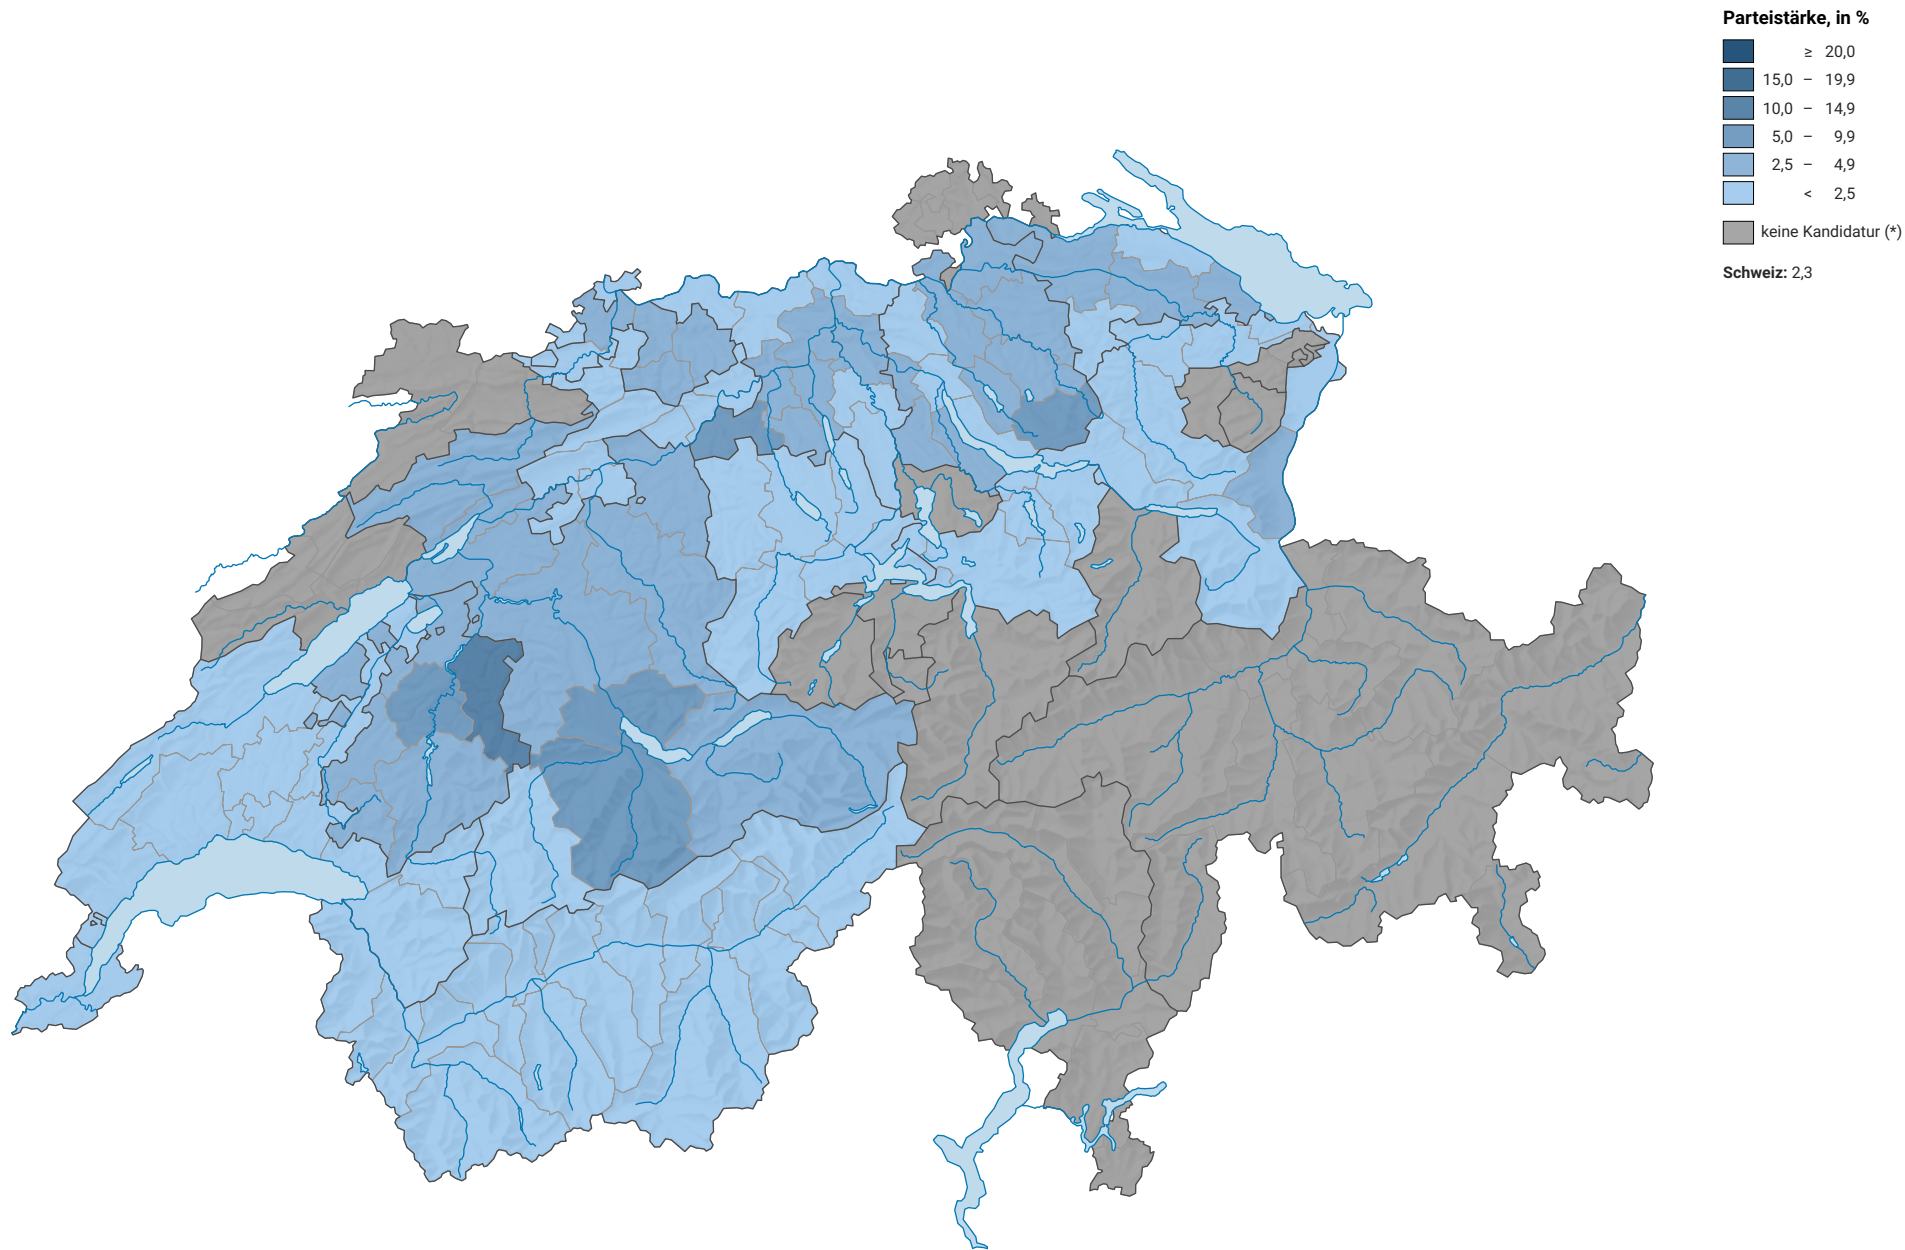 Parteistärke, in %
≥ 20,0
15,0 – 19,9
10,0 – 14,9
5,0 – 9,9
2,5 – 4,9
< 2,5
keine Kandidatur (*)
Schweiz: 2,3